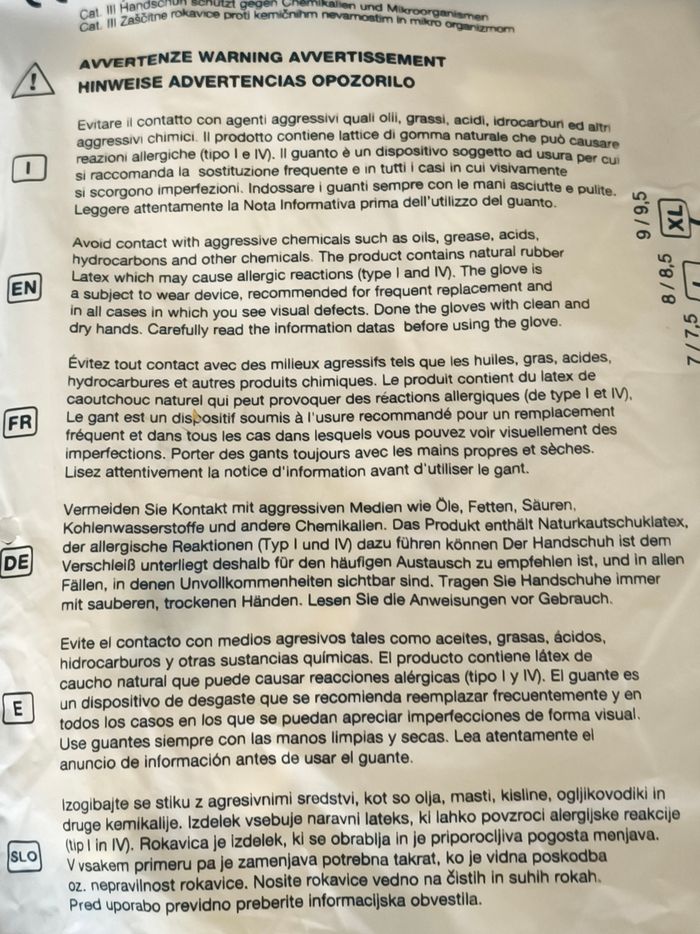 Cat. III Handschuh schützt gegen Chemikalien und Mikroorganismen
Cat. III Zaščitne rokavice proti kemičnihm nevarnostim in mikro organizmom
AVVERTENZE WARNING AVVERTISSEMENT
HINWEISE ADVERTENCIAS OPOZORILO
I
Evitare il contatto con agenti aggressivi quali olii, grassi, acidi, idrocarburi ed altri
aggressivi chimici. Il prodotto contiene lattice di gomma naturale che può causare
reazioni allergiche (tipo I e IV). Il guanto è un dispositivo soggetto ad usura per cui
si raccomanda la sostituzione frequente e in tutti i casi in cui visivamente
si scorgono imperfezioni. Indossare i guanti sempre con le mani asciutte e pulite.
Leggere attentamente la Nota Informativa prima dell'utilizzo del guanto.
EN
Avoid contact with aggressive chemicals such as oils, grease, acids,
hydrocarbons and other chemicals. The product contains natural rubber
Latex which may cause allergic reactions (type I and IV). The glove is
a subject to wear device, recommended for frequent replacement and
in all cases in which you see visual defects. Done the gloves with clean and
dry hands. Carefully read the information datas before using the glove.
FR
Évitez tout contact avec des milieux agressifs tels que les huiles, gras, acides,
hydrocarbures et autres produits chimiques. Le produit contient du latex de
caoutchouc naturel qui peut provoquer des réactions allergiques (de type I et IV).
Le gant est un dispositif soumis à l'usure recommandé pour un remplacement
fréquent et dans tous les cas dans lesquels vous pouvez voir visuellement des
imperfections. Porter des gants toujours avec les mains propres et sèches.
Lisez attentivement la notice d'information avant d'utiliser le gant.
DE
Vermeiden Sie Kontakt mit aggressiven Medien wie Öle, Fetten, Säuren,
Kohlenwasserstoffe und andere Chemikalien. Das Produkt enthält Naturkautschuklatex,
der allergische Reaktionen (Typ I und IV) dazu führen können Der Handschuh ist dem
Verschleiß unterliegt deshalb für den häufigen Austausch zu empfehlen ist, und in allen
Fällen, in denen Unvollkommenheiten sichtbar sind. Tragen Sie Handschuhe immer
mit sauberen, trockenen Händen. Lesen Sie die Anweisungen vor Gebrauch.
E
Evite el contacto con medios agresivos tales como aceites, grasas, ácidos,
hidrocarburos y otras sustancias químicas. El producto contiene látex de
caucho natural que puede causar reacciones alérgicas (tipo I y IV). El guante es
un dispositivo de desgaste que se recomienda reemplazar frecuentemente y en
todos los casos en los que se puedan apreciar imperfecciones de forma visual.
Use guantes siempre con las manos limpias y secas. Lea atentamente el
anuncio de información antes de usar el guante.
SLO
Izogibajte se stiku z agresivnimi sredstvi, kot so olja, masti, kisline, ogljikovodiki in
druge kemikalije. Izdelek vsebuje naravni lateks, ki lahko povzroci alergijske reakcije
(tip I in IV). Rokavica je izdelek, ki se obrablja in je priporocljiva pogosta menjava.
V vsakem primeru pa je zamenjava potrebna takrat, ko je vidna poskodba
oz. nepravilnost rokavice. Nosite rokavice vedno na čistih in suhih rokah.
Pred uporabo previdno preberite informacijska obvestila.
9 / 9,5 XL
8 / 8,5
7 / 7,5